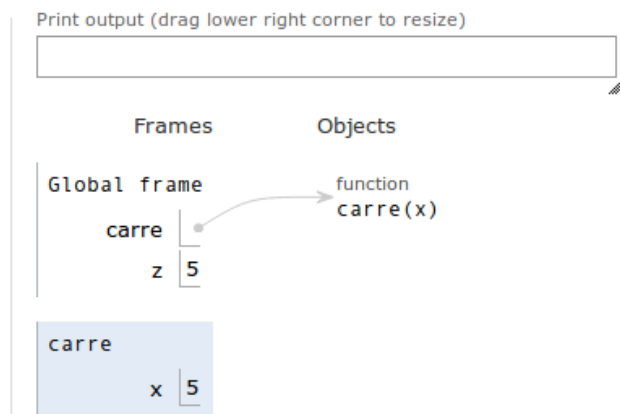 Print output (drag lower right corner to resize)
Frames Objects
Global frame
function
carre(x)
carre
z 5
carre
x 5